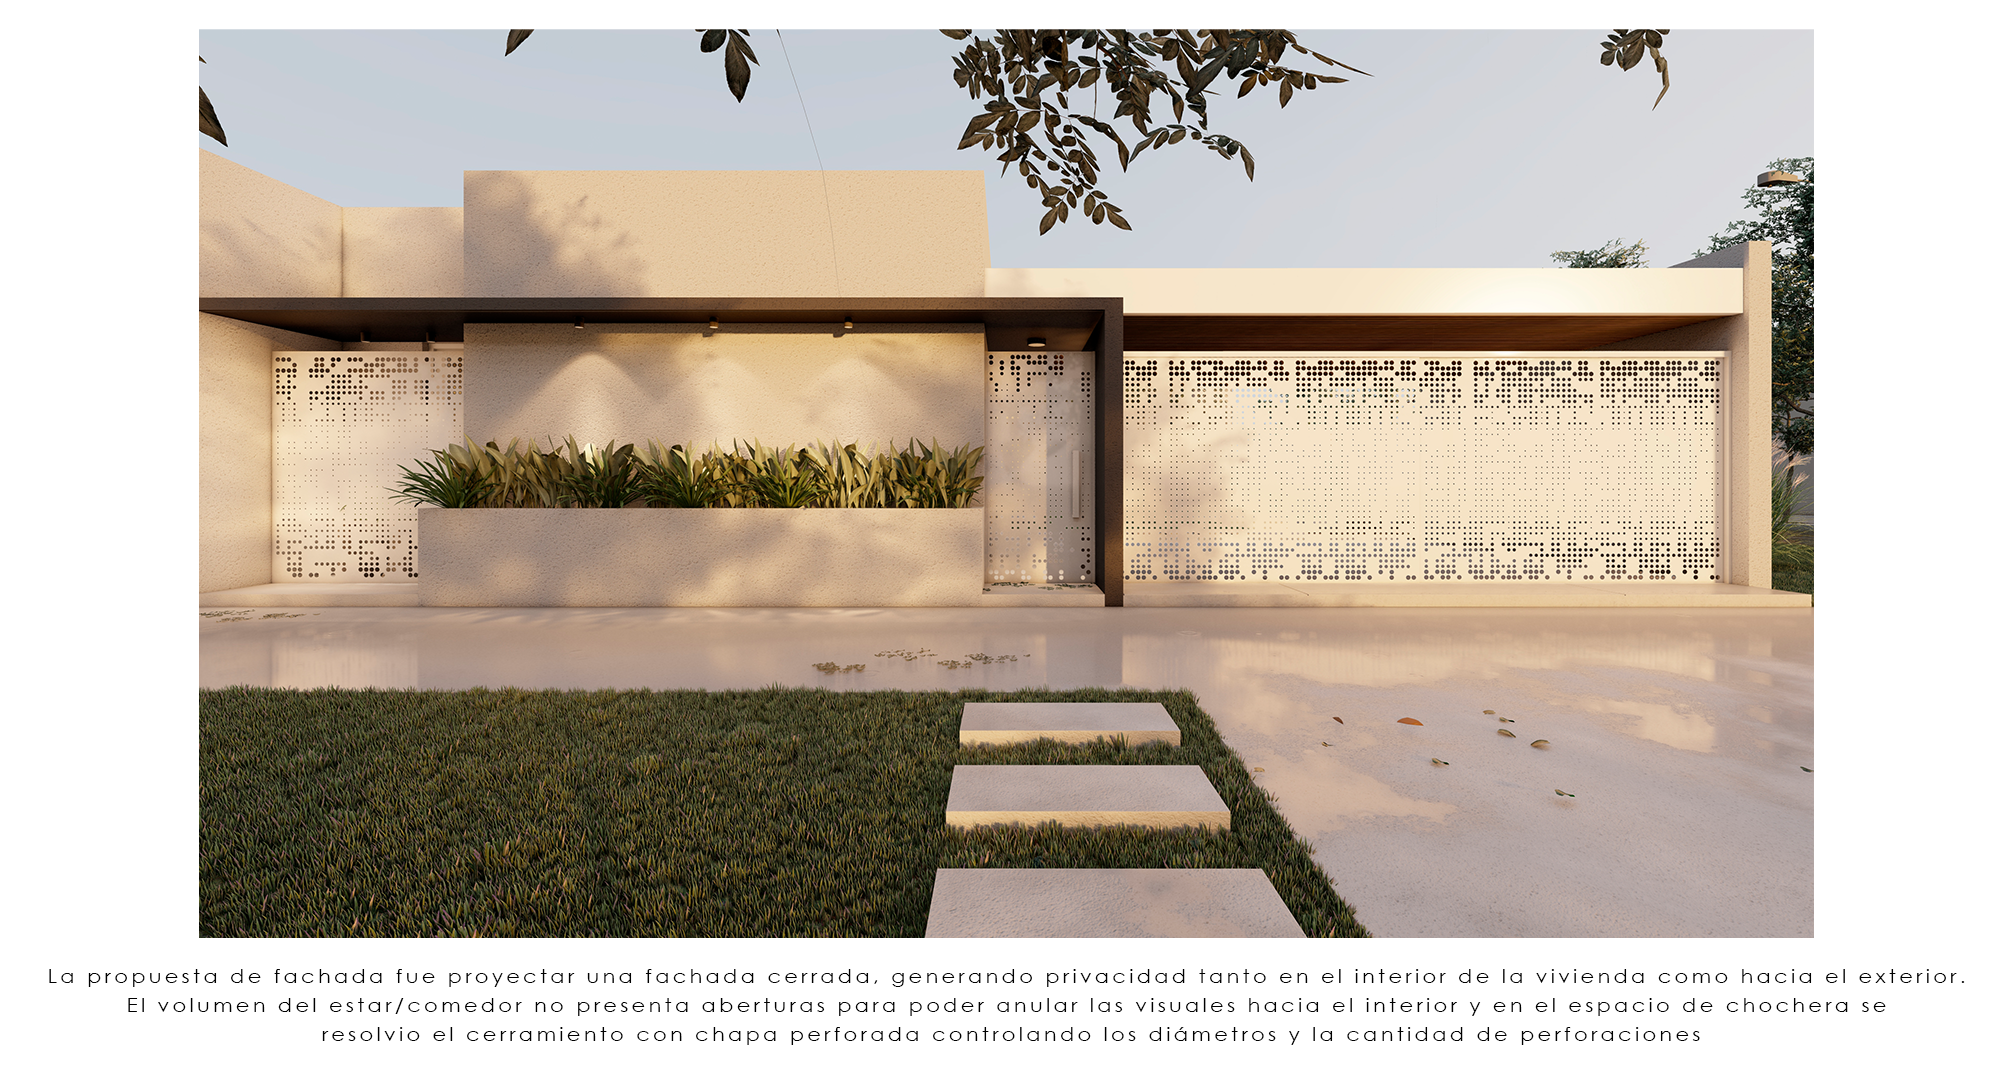 La propuesta de fachada fue proyectar una fachada cerrada, generando privacidad tanto en el interior de la vivienda como hacia el exterior.
El volumen del estar/comedor no presenta aberturas para poder anular las visuales hacia el interior y en el espacio de chochera se
resolvio el cerramiento con chapa perforada controlando los diámetros y la cantidad de perforaciones